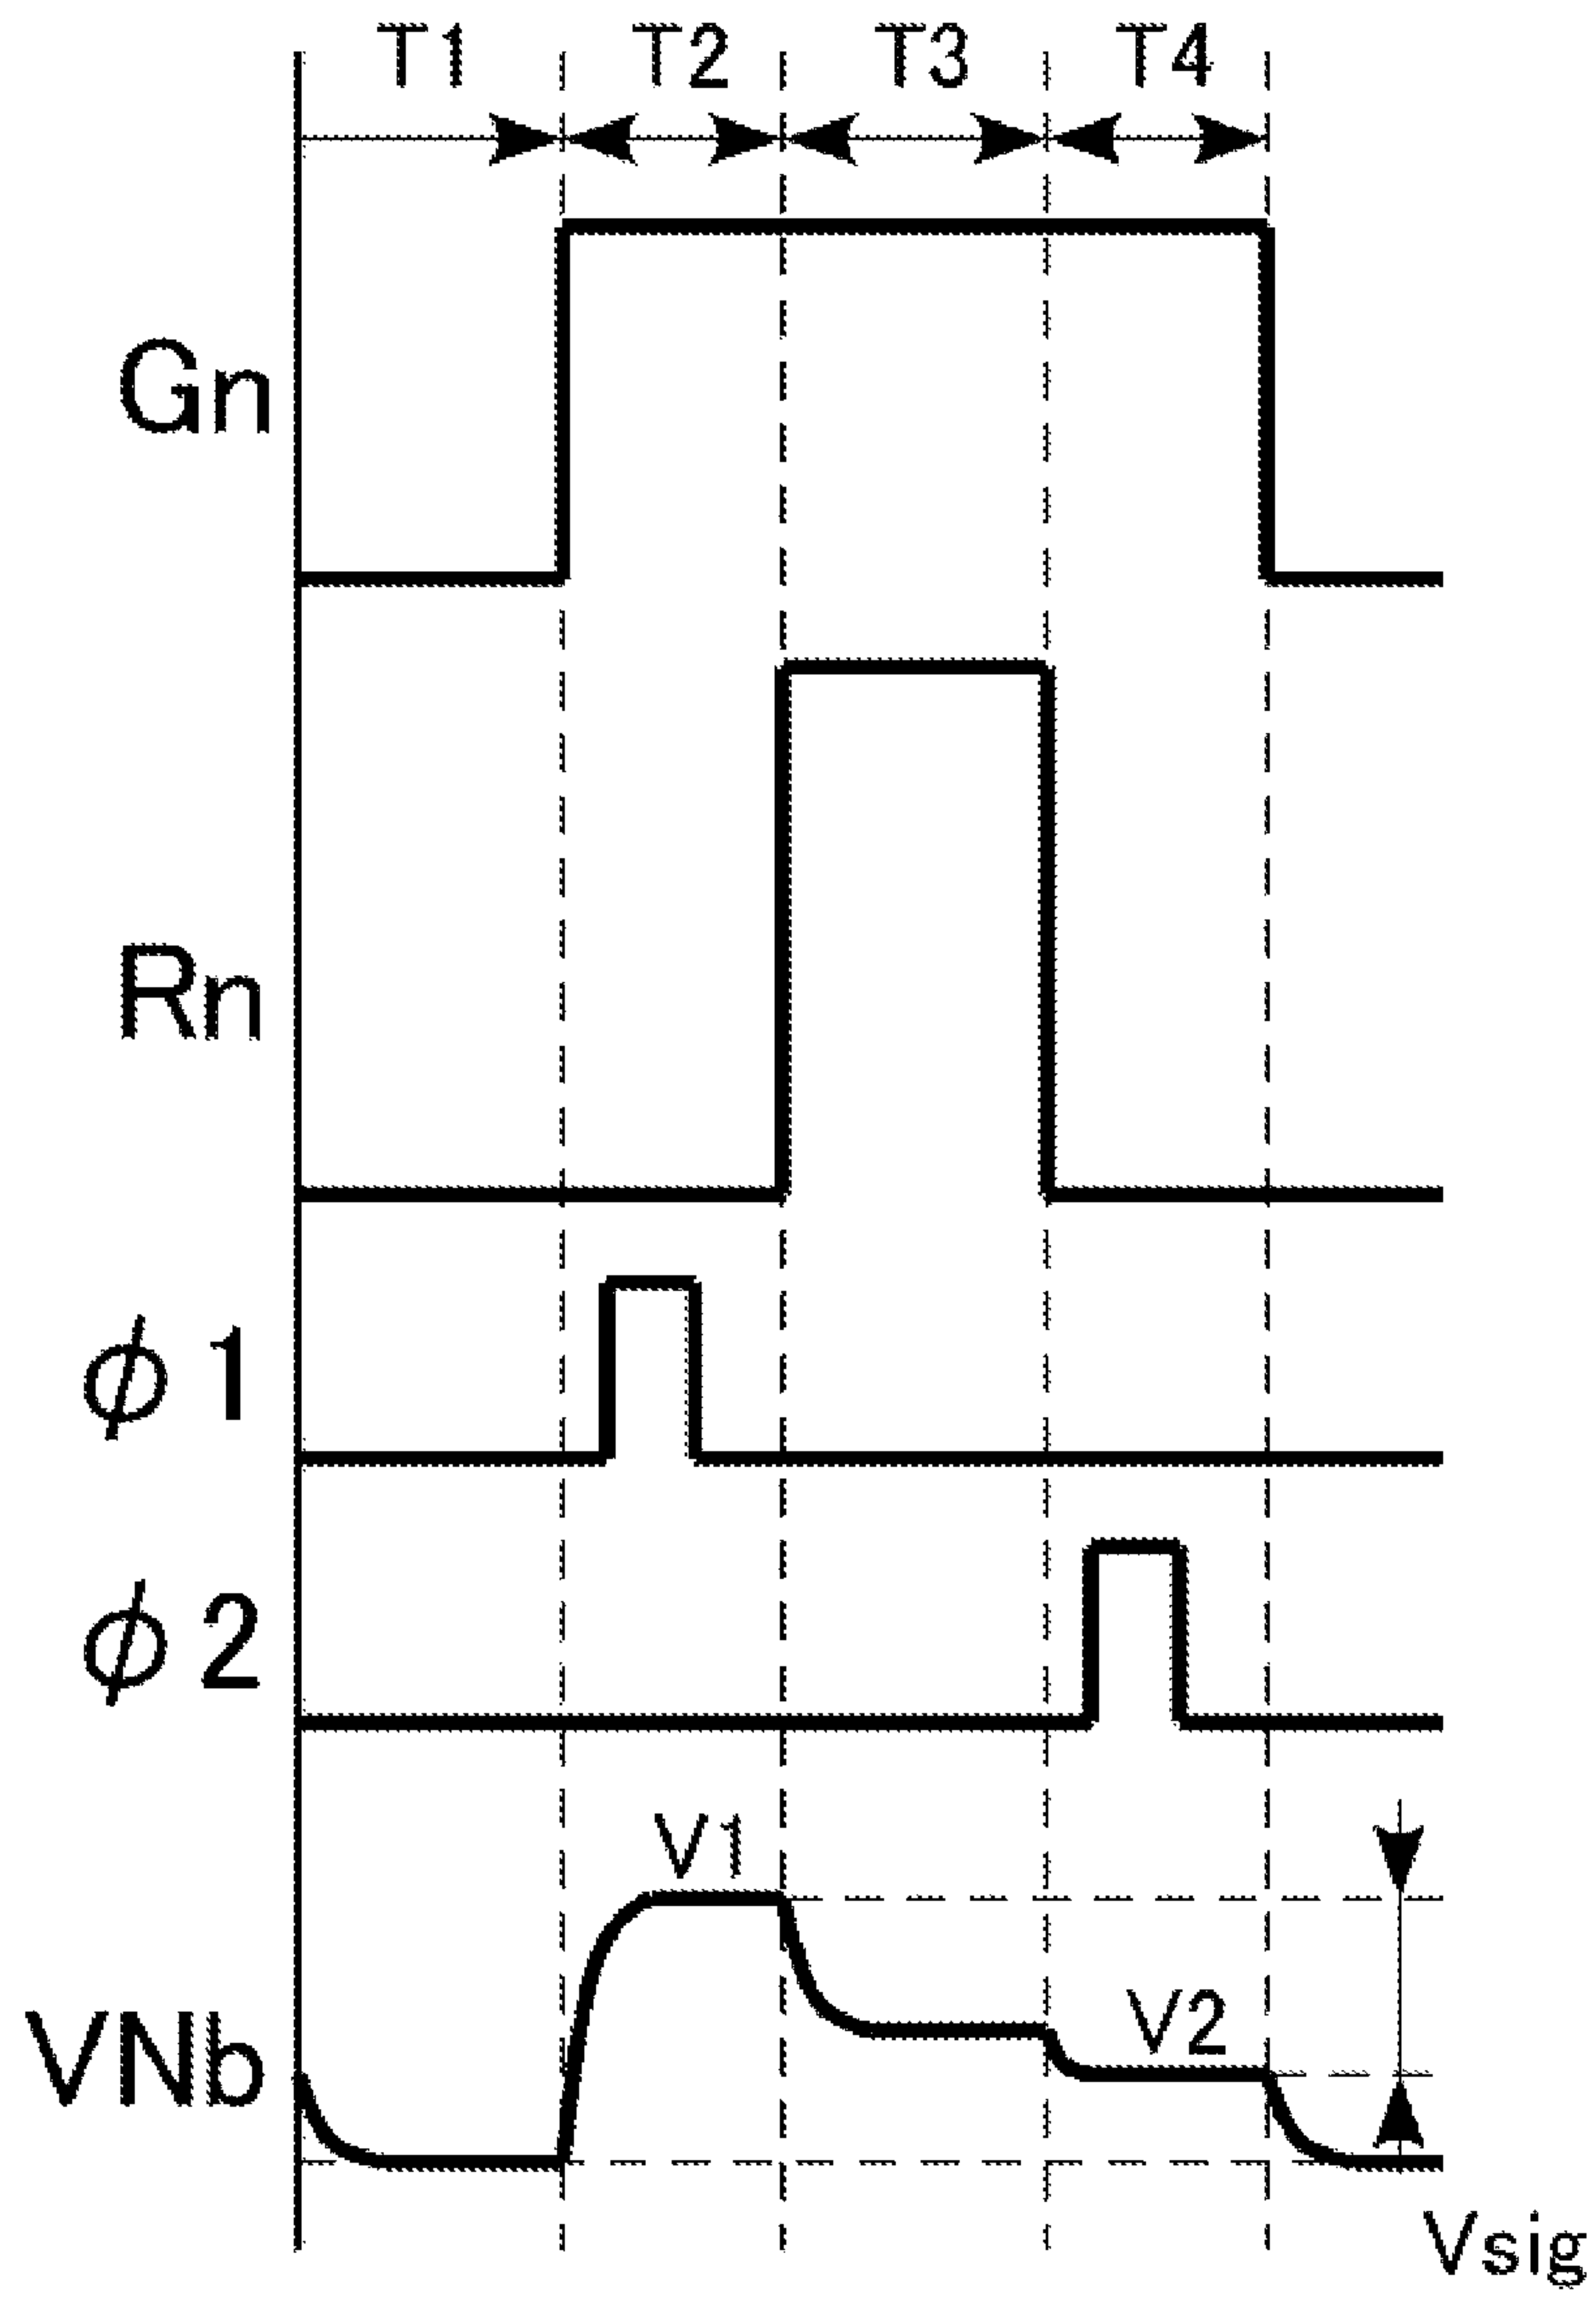 T1 T2 T3 T4
Gn
Rn
ϕ1
ϕ2
V1
V2
VNb
Vsig